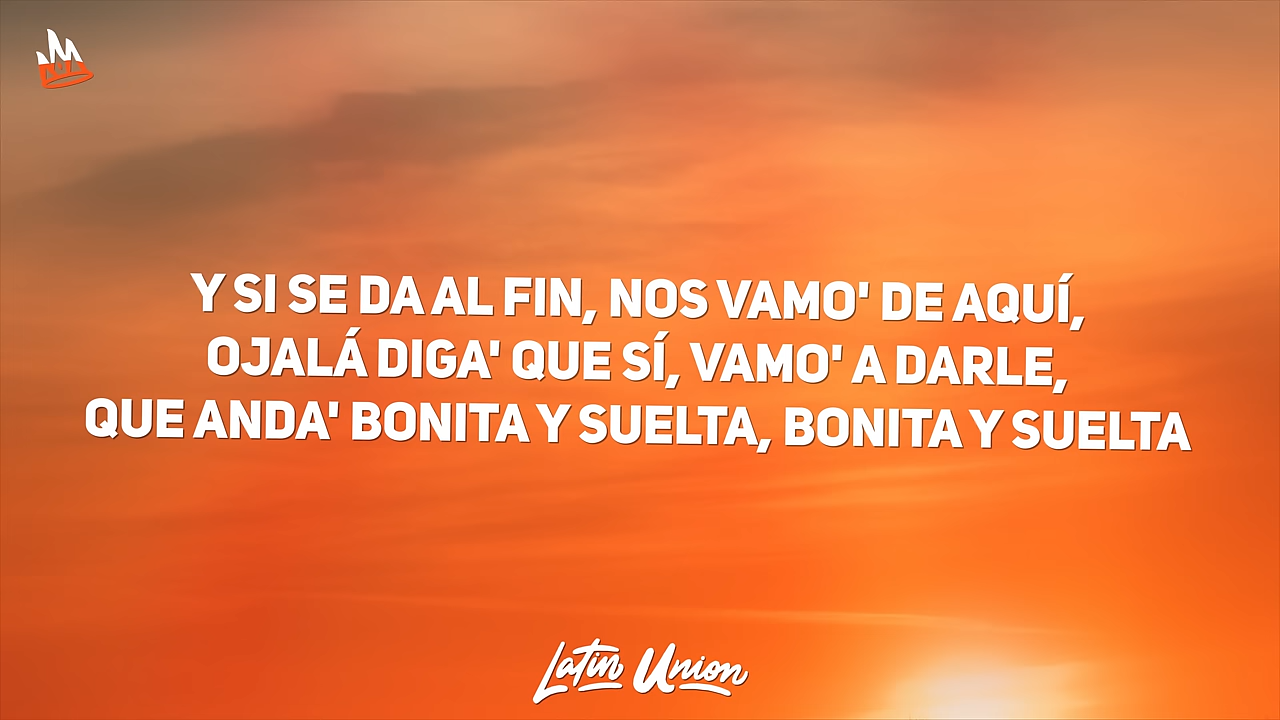 Y SI SE DA AL FIN, NOS VAMO' DE AQUÍ,
OJALÁ DIGA' QUE SÍ, VAMO' A DARLE,
QUE ANDA' BONITA Y SUELTA, BONITA Y SUELTA
Latin Union